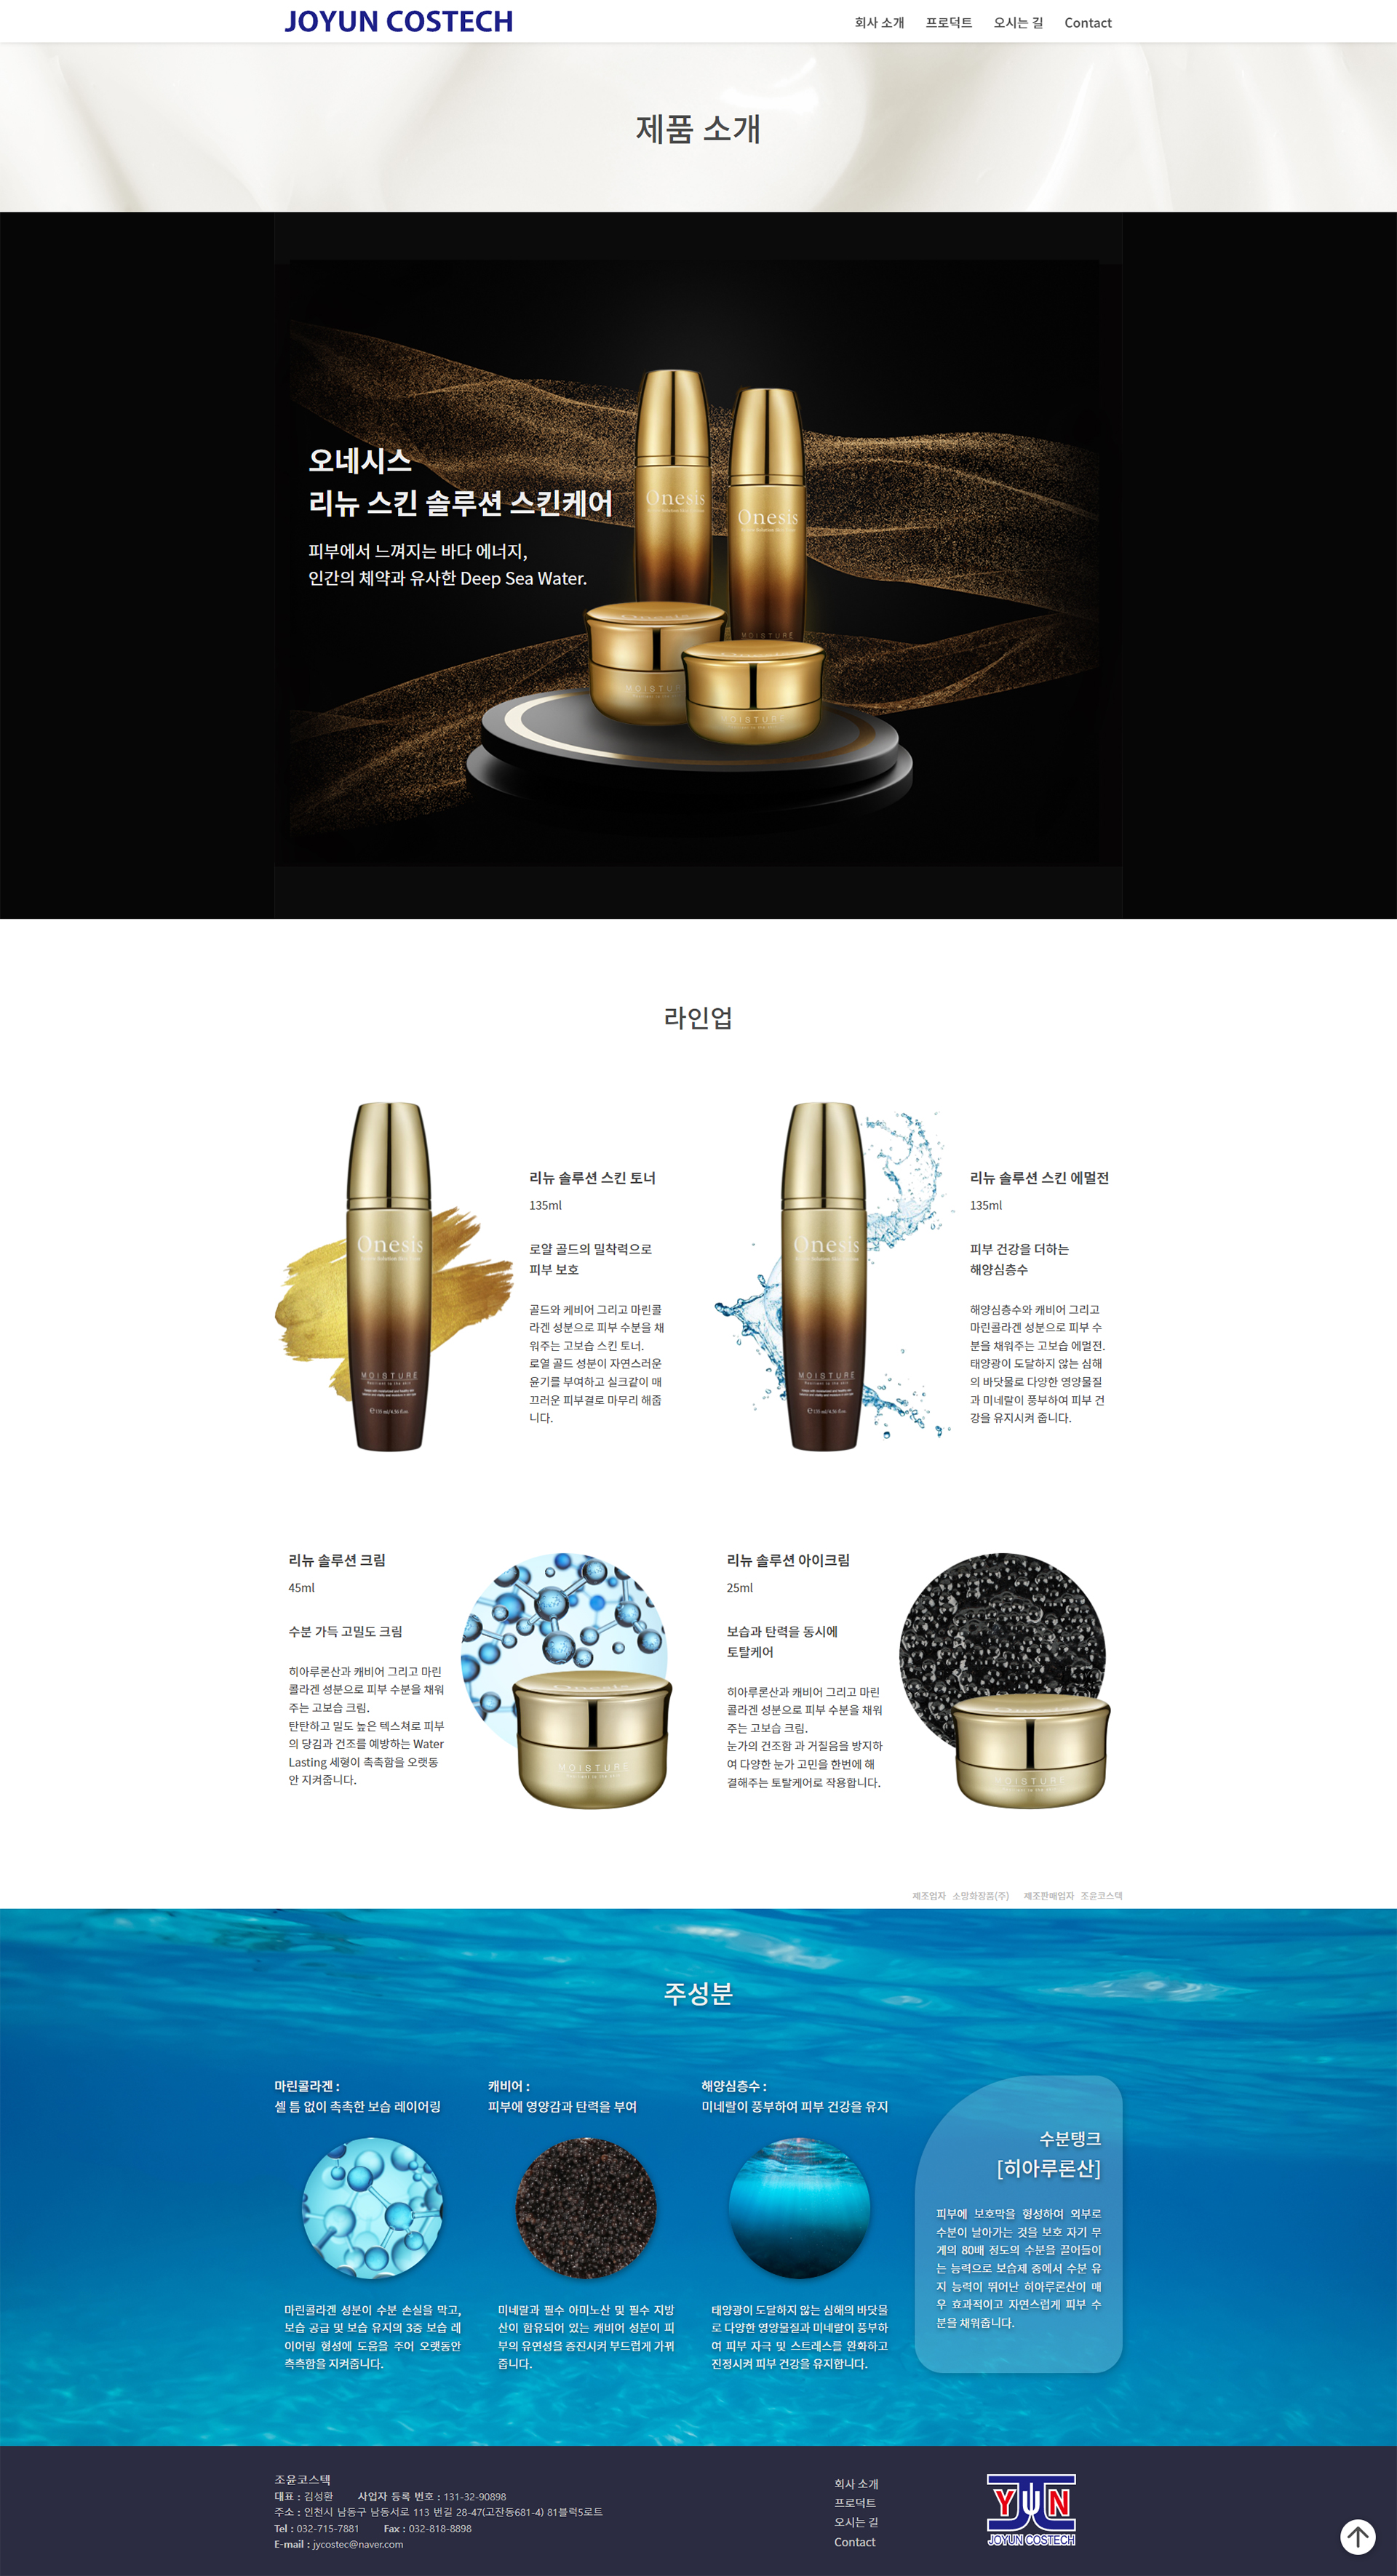 JOYUN COSTECH
회사 소개 프로덕트 오시는 길 Contact
제품 소개
오네시스
리뉴 스킨 솔루션 스킨케어
피부에서 느껴지는 바다 에너지,
인간의 체약과 유사한 Deep Sea Water.
Onesis
Onesis
MOISTURE
MOISTURE
MOISTURE
라인업
Onesis
MOISTURE
리뉴 솔루션 스킨 토너
135ml
로얄 골드의 밀착력으로
피부 보호
골드와 케비어 그리고 마린콜
라겐 성분으로 피부 수분을 채
워주는 고보습 스킨 토너.
로열 골드 성분이 자연스러운
윤기를 부여하고 실크같이 매
끄러운 피부결로 마무리 해줍
니다.
Onesis
MOISTURE
리뉴 솔루션 스킨 에멀전
135ml
피부 건강을 더하는
해양심층수
해양심층수와 캐비어 그리고
마린콜라겐 성분으로 피부 수
분을 채워주는 고보습 에멀전.
태양광이 도달하지 않는 심해
의 바닷물로 다양한 영양물질
과 미네랄이 풍부하여 피부 건
강을 유지시켜 줍니다.
리뉴 솔루션 크림
45ml
수분 가득 고밀도 크림
히아루론산과 캐비어 그리고 마린
콜라겐 성분으로 피부 수분을 채워
주는 고보습 크림.
탄탄하고 밀도 높은 텍스쳐로 피부
의 당김과 건조를 예방하는 Water
Lasting 세형이 촉촉함을 오랫동
안 지켜줍니다.
MOISTURE
리뉴 솔루션 아이크림
25ml
보습과 탄력을 동시에
토탈케어
히아루론산과 캐비어 그리고 마린
콜라겐 성분으로 피부 수분을 채워
주는 고보습 크림.
눈가의 건조함 과 거칠음을 방지하
여 다양한 눈가 고민을 한번에 해
결해주는 토탈케어로 작용합니다.
MOISTURE
제조업자 소망화장품(주) 제조판매업자 조윤코스텍
주성분
마린콜라겐 :
셀 틈 없이 촉촉한 보습 레이어링
마린콜라겐 성분이 수분 손실을 막고,
보습 공급 및 보습 유지의 3중 보습 레
이어링 형성에 도움을 주어 오랫동안
촉촉함을 지켜줍니다.
캐비어 :
피부에 영양감과 탄력을 부여
미네랄과 필수 아미노산 및 필수 지방
산이 함유되어 있는 캐비어 성분이 피
부의 유연성을 증진시켜 부드럽게 가꿔
줍니다.
해양심층수 :
미네랄이 풍부하여 피부 건강을 유지
태양광이 도달하지 않는 심해의 바닷물
로 다양한 영양물질과 미네랄이 풍부하
여 피부 자극 및 스트레스를 완화하고
진정시켜 피부 건강을 유지합니다.
수분탱크
[히아루론산]
피부에 보호막을 형성하여 외부로
수분이 날아가는 것을 보호 자기 무
게의 80배 정도의 수분을 끌어들이
는 능력으로 보습제 중에서 수분 유
지 능력이 뛰어난 히아루론산이 매
우 효과적이고 자연스럽게 피부 수
분을 채워줍니다.
조윤코스텍
대표 : 김성환 사업자 등록 번호 : 131-32-90898
주소 : 인천시 남동구 남동서로 113 번길 28-47(고잔동681-4) 81블럭5로트
Tel : 032-715-7881 Fax : 032-818-8898
E-mail : jycostec@naver.com
회사 소개
프로덕트
오시는 길
Contact
YUN
JOYUN COSTECH